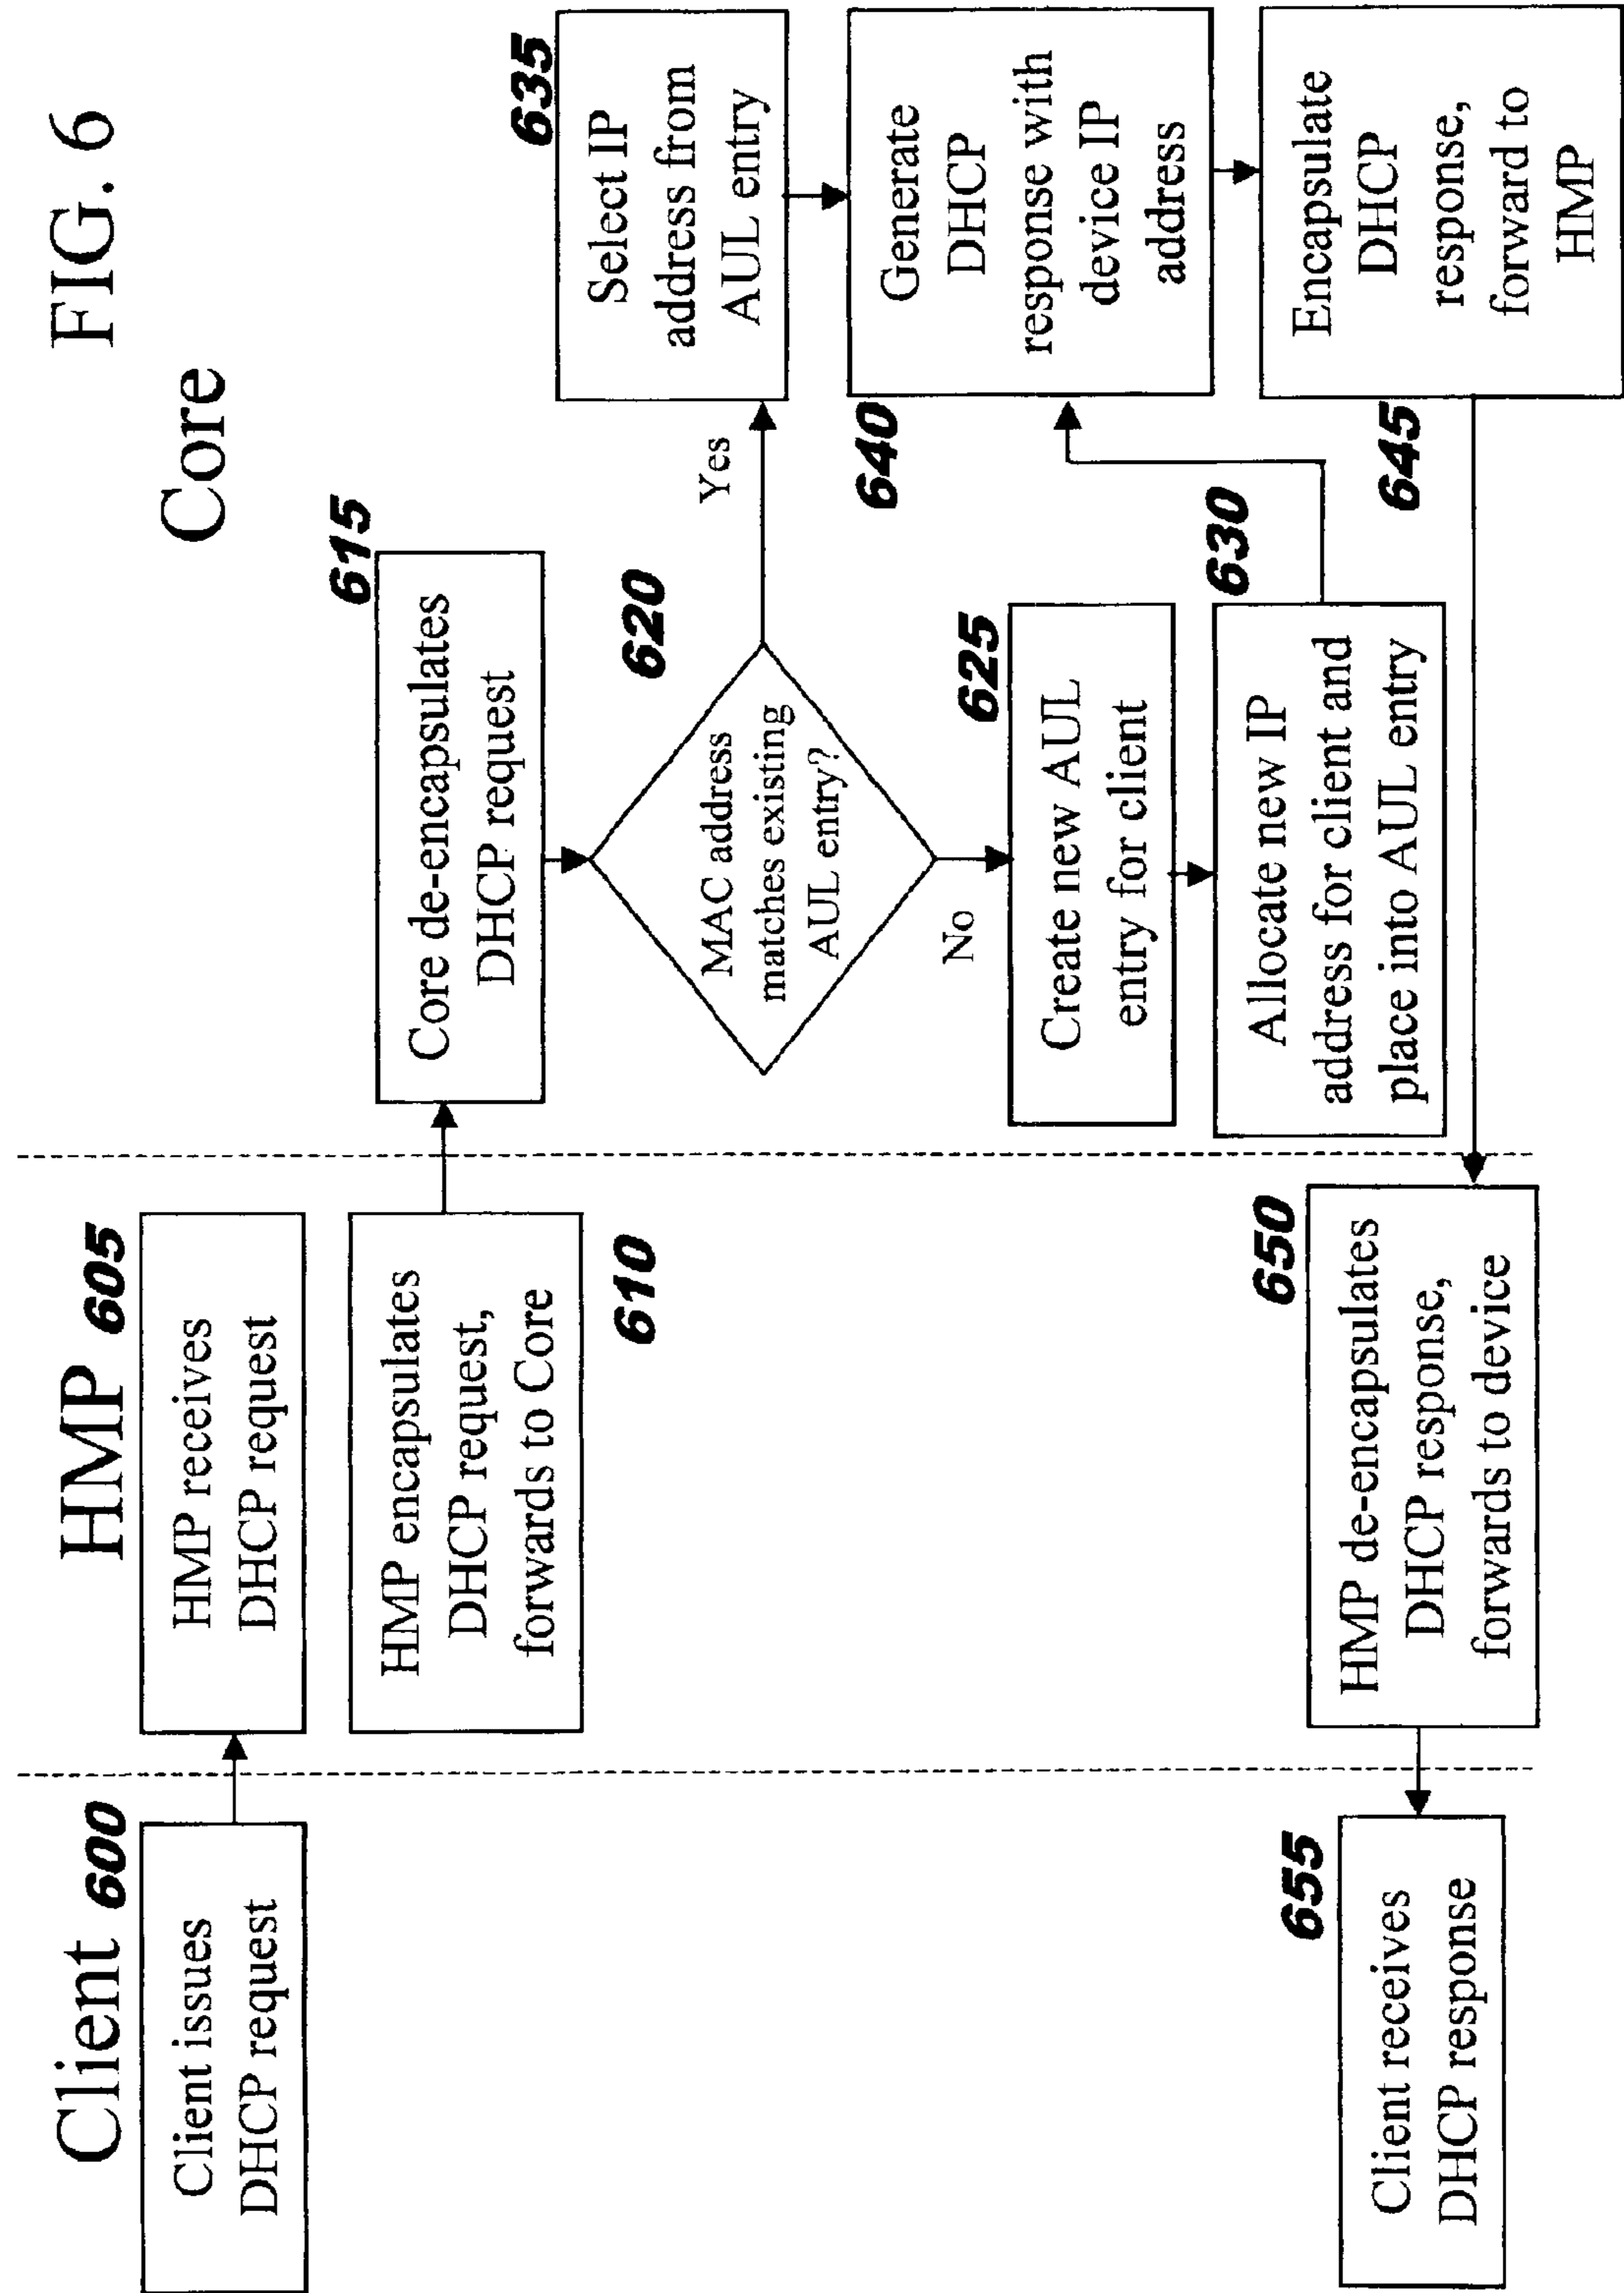 FIG. 6
Client
HMP
Core
600
Client issues
DHCP request
605
HMP receives
DHCP request
HMP encapsulates
DHCP request,
forwards to Core
610
615
Core de-encapsulates
DHCP request
620
MAC address
matches existing
AUL entry?
Yes
No
625
Create new AUL
entry for client
630
Allocate new IP
address for client and
place into AUL entry
635
Select IP
address from
AUL entry
640
Generate
DHCP
response with
device IP
address
645
Encapsulate
DHCP
response,
forward to
HMP
650
HMP de-encapsulates
DHCP response,
forwards to device
655
Client receives
DHCP response